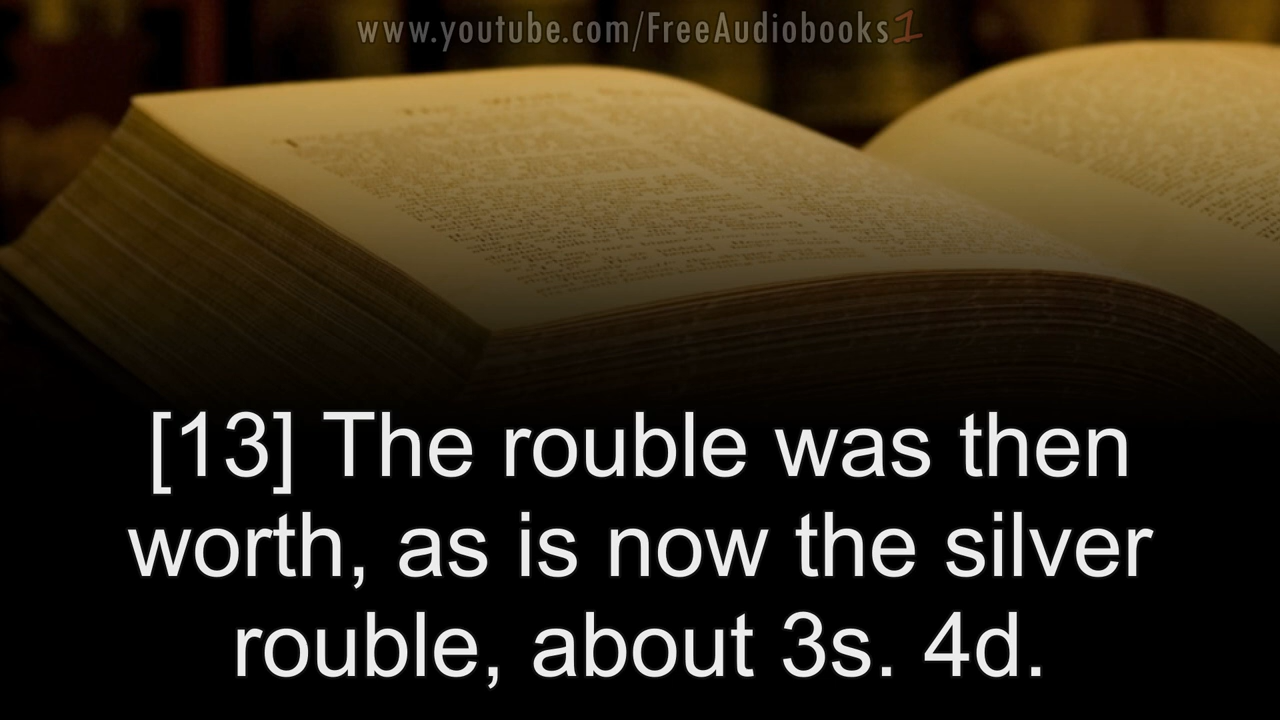 www.youtube.com/FreeAudiobooks1
[13] The rouble was then
worth, as is now the silver
rouble, about 3s. 4d.